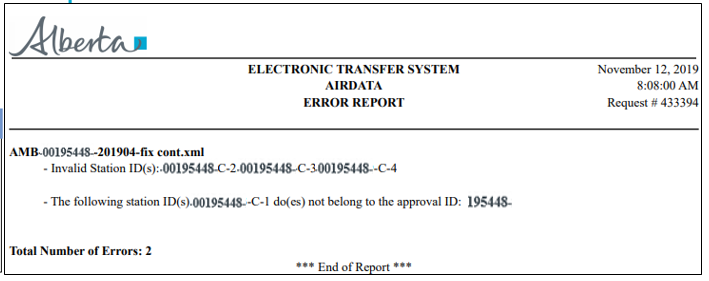 Alberta
ELECTRONIC TRANSFER SYSTEM
November 12, 2019
AIRDATA
8:08:00 AM
ERROR REPORT
Request # 433394
AMB-00195448--201904-fix cont.xml
- Invalid Station ID(s):-00195448-C-2-00195448-C-3-00195448--C-4
- The following station ID(s)-00195448--C-1 do(es) not belong to the approval ID: 195448-
Total Number of Errors: 2
*** End of Report ***